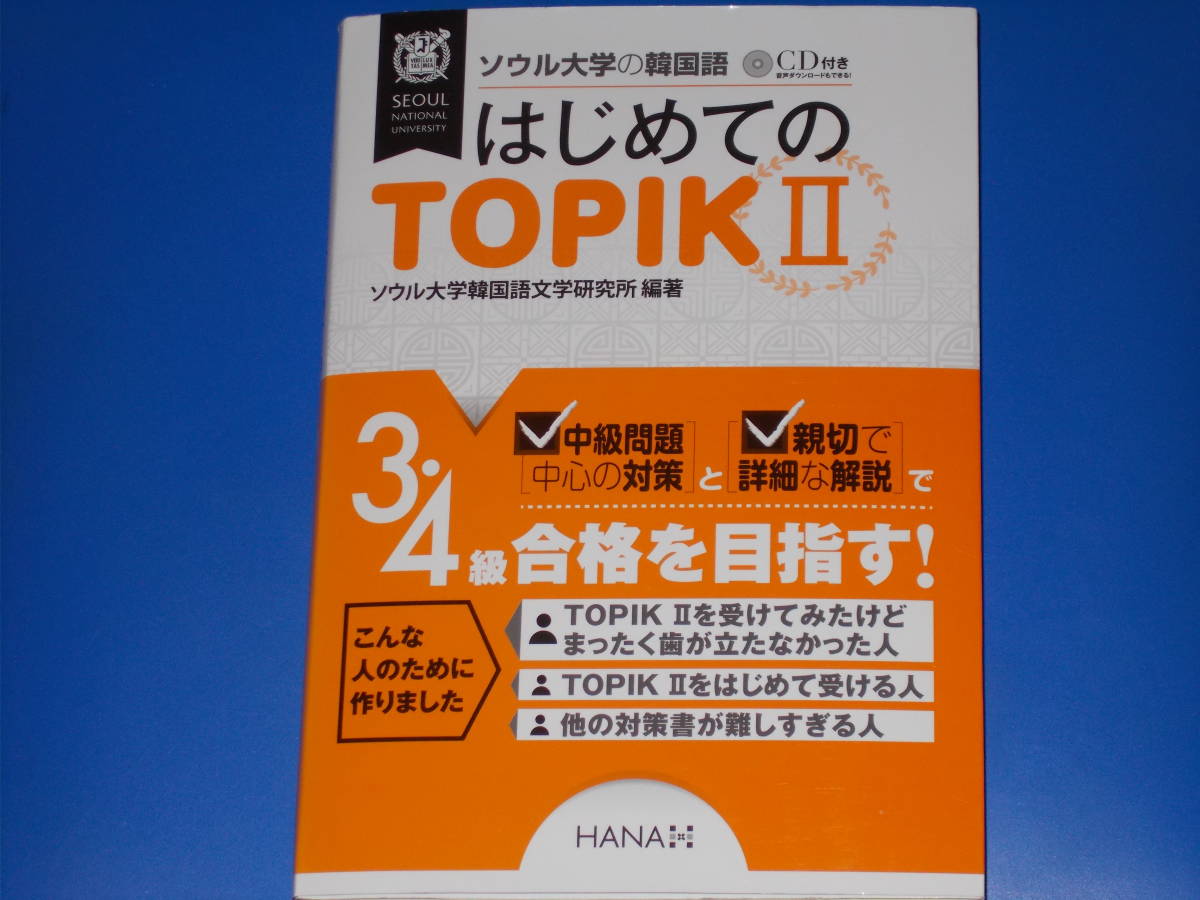 VERI LUX
TAS MEA
SEOUL
NATIONAL
UNIVERSITY
ソウル大学の韓国語
CD付き
音声ダウンロードもできる!
はじめての
TOPIK Ⅱ
ソウル大学韓国語文学研究所 編著
3・4級
中級問題
中心の対策
と
親切で
詳細な解説
で
合格を目指す!
こんな
人のために
作りました
TOPIK Ⅱを受けてみたけど
まったく歯が立たなかった人
TOPIK Ⅱをはじめて受ける人
他の対策書が難しすぎる人
HANA